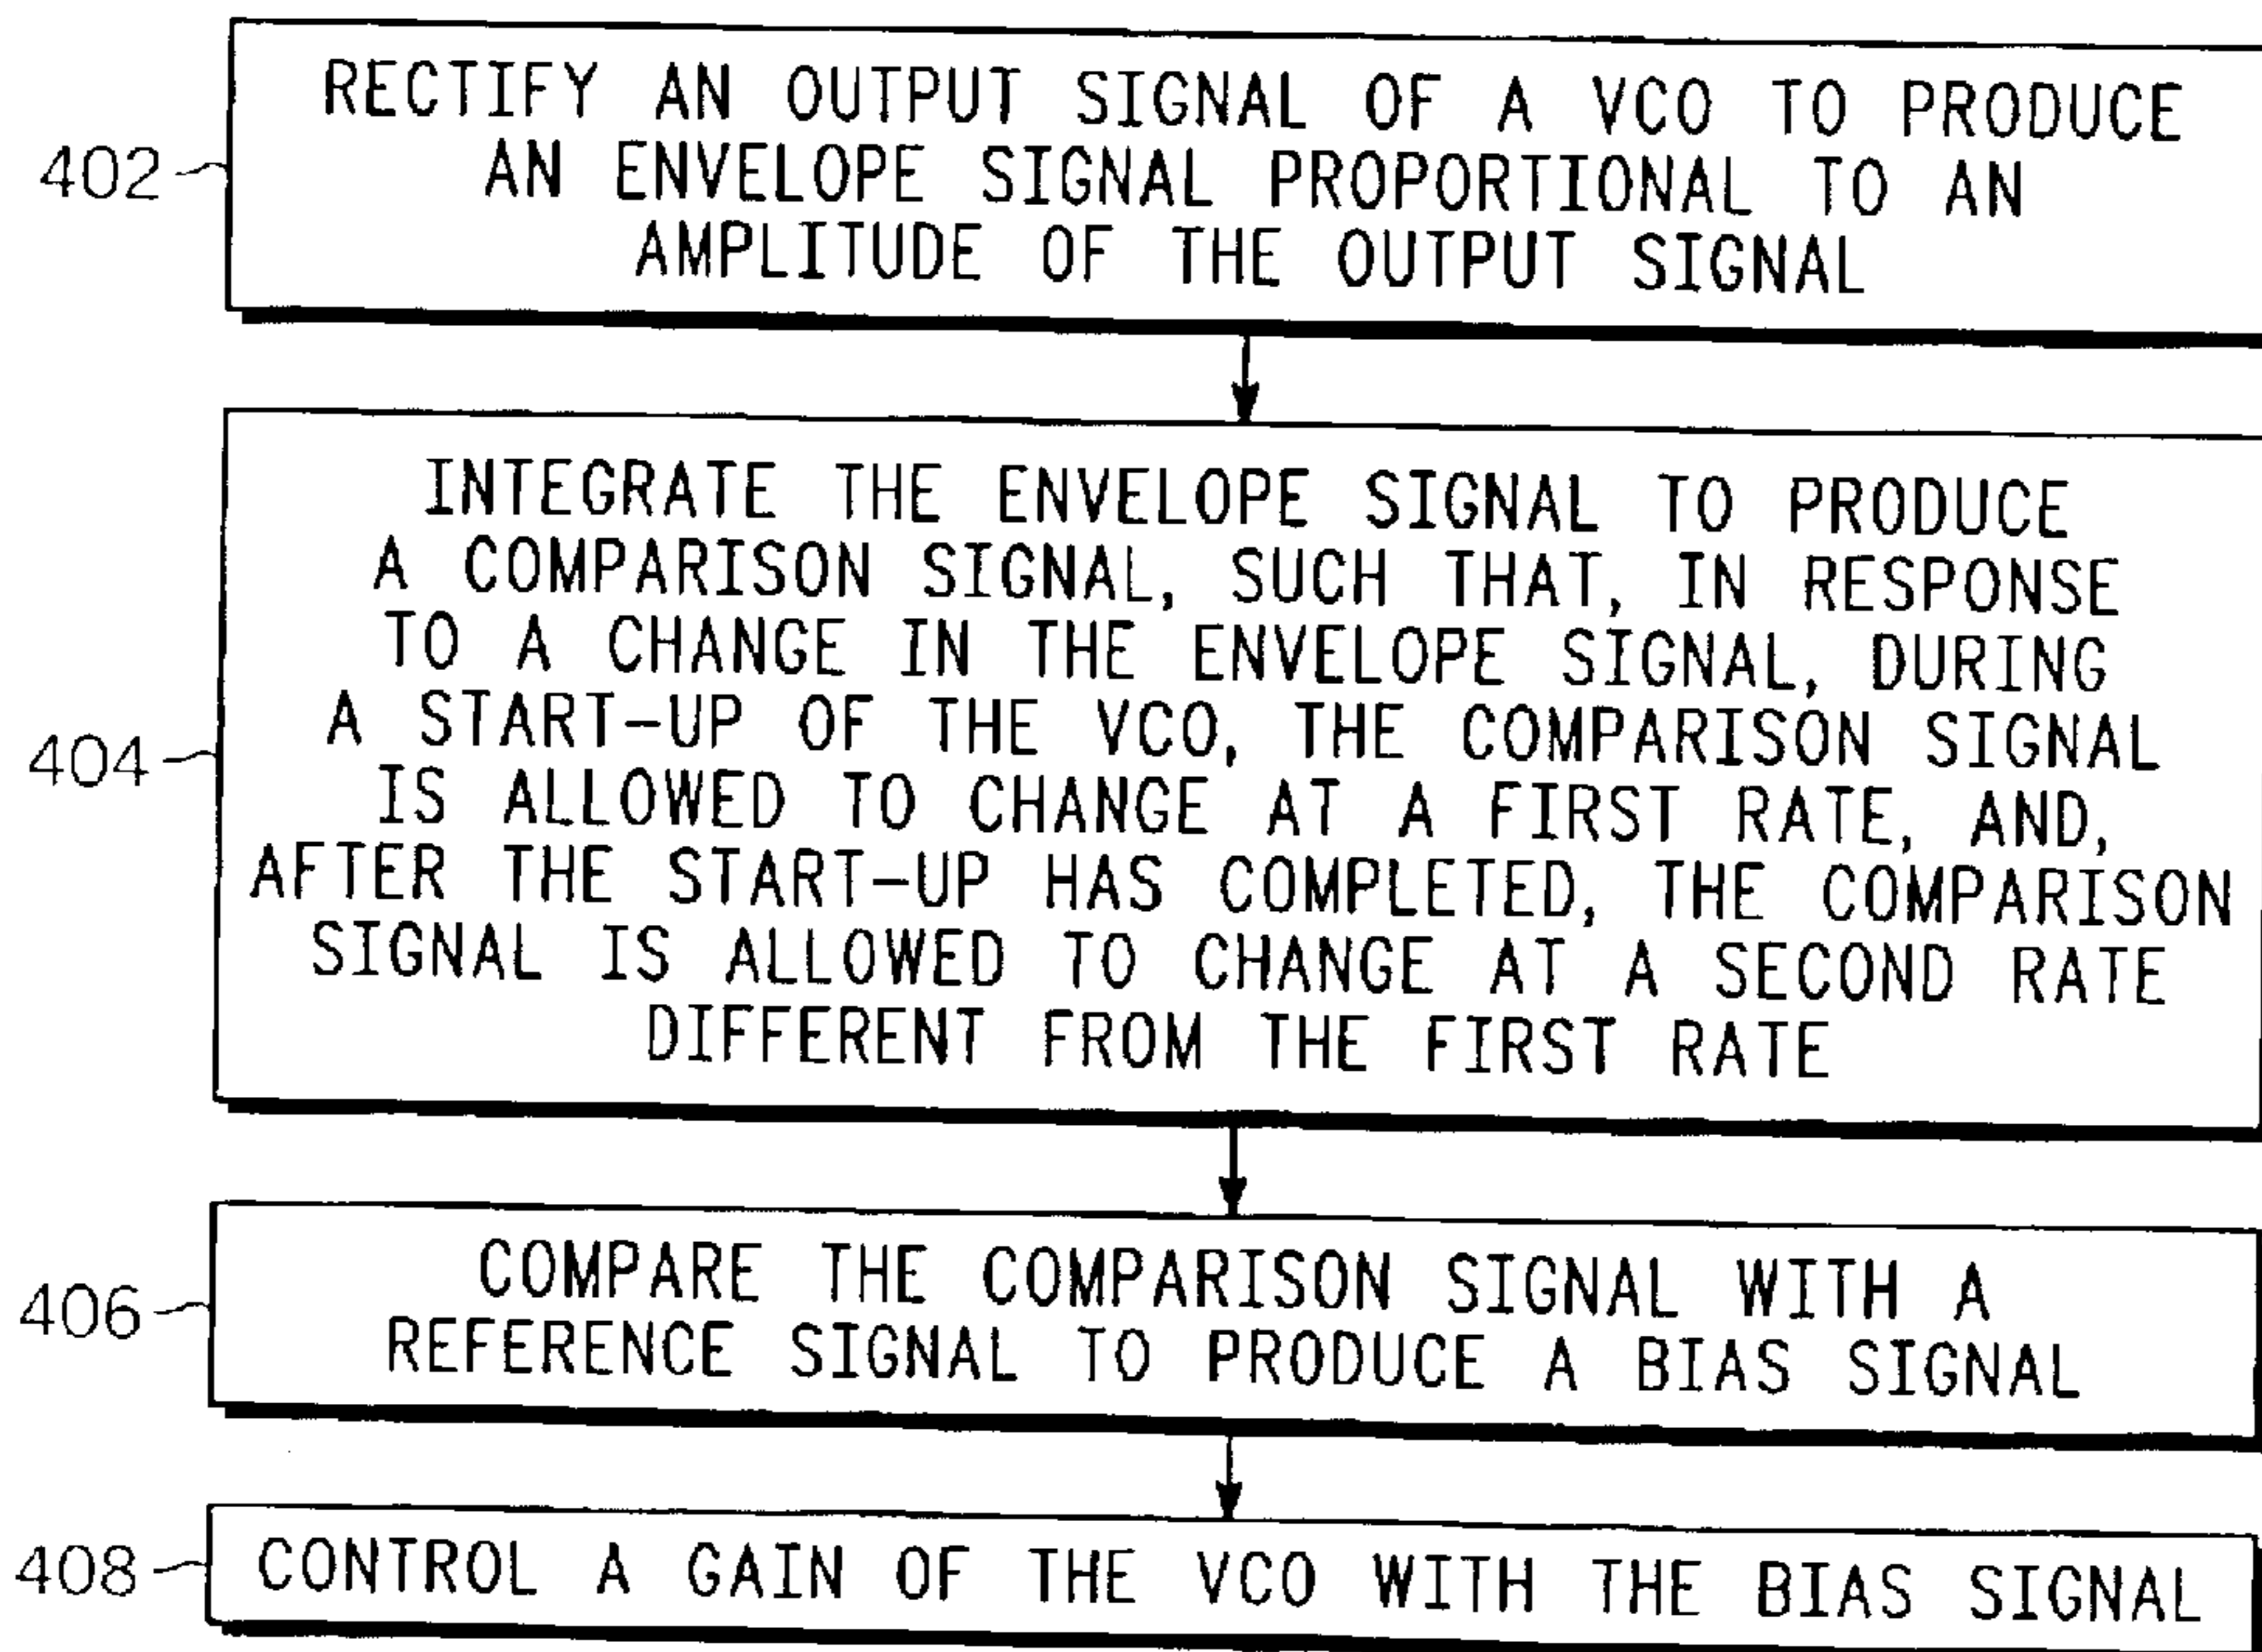 RECTIFY AN OUTPUT SIGNAL OF A VCO TO PRODUCE
AN ENVELOPE SIGNAL PROPORTIONAL TO AN
AMPLITUDE OF THE OUTPUT SIGNAL
402
INTEGRATE THE ENVELOPE SIGNAL TO PRODUCE
A COMPARISON SIGNAL, SUCH THAT, IN RESPONSE
TO A CHANGE IN THE ENVELOPE SIGNAL, DURING
A START-UP OF THE VCO, THE COMPARISON SIGNAL
IS ALLOWED TO CHANGE AT A FIRST RATE, AND,
AFTER THE START-UP HAS COMPLETED, THE COMPARISON
SIGNAL IS ALLOWED TO CHANGE AT A SECOND RATE
DIFFERENT FROM THE FIRST RATE
404
COMPARE THE COMPARISON SIGNAL WITH A
REFERENCE SIGNAL TO PRODUCE A BIAS SIGNAL
406
CONTROL A GAIN OF THE VCO WITH THE BIAS SIGNAL
408